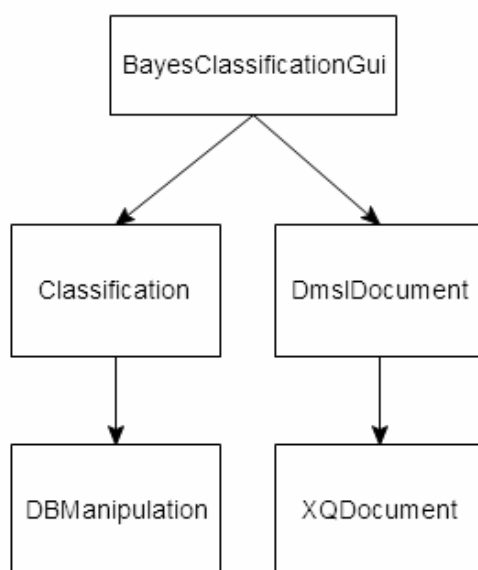 BayesClassificationGui
Classification
DmslDocument
DBManipulation
XQDocument